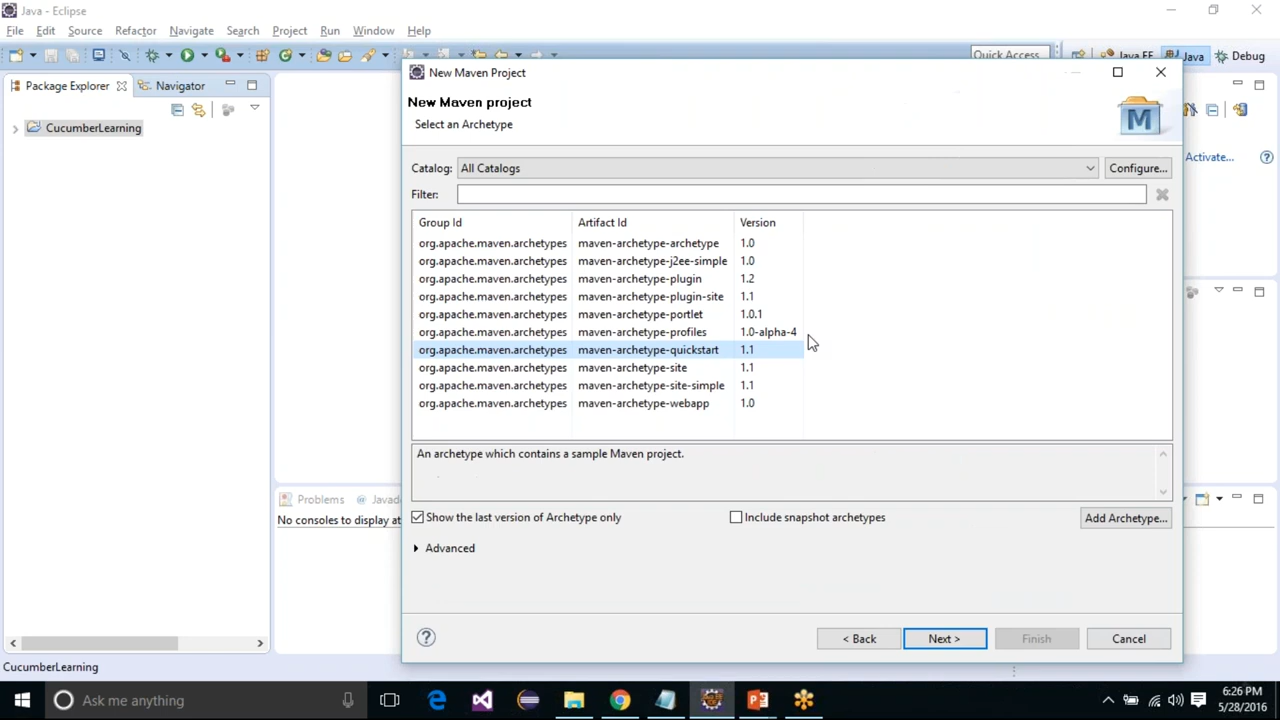 Java - Eclipse
File Edit Source Refactor Navigate Search Project Run Window Help
Quick Access Java EE Java Debug
Package Explorer Navigator
CucumberLearning
New Maven Project
New Maven project
Select an Archetype
M
Activate...
Catalog: All Catalogs Configure...
Filter:
Group Id Artifact Id Version
org.apache.maven.archetypes maven-archetype-archetype 1.0
org.apache.maven.archetypes maven-archetype-j2ee-simple 1.0
org.apache.maven.archetypes maven-archetype-plugin 1.2
org.apache.maven.archetypes maven-archetype-plugin-site 1.1
org.apache.maven.archetypes maven-archetype-portlet 1.0.1
org.apache.maven.archetypes maven-archetype-profiles 1.0-alpha-4
org.apache.maven.archetypes maven-archetype-quickstart 1.1
org.apache.maven.archetypes maven-archetype-site 1.1
org.apache.maven.archetypes maven-archetype-site-simple 1.1
org.apache.maven.archetypes maven-archetype-webapp 1.0
An archetype which contains a sample Maven project.
Problems Javado
No consoles to display at
Show the last version of Archetype only Include snapshot archetypes Add Archetype...
Advanced
< Back Next > Finish Cancel
CucumberLearning
Ask me anything
6:26 PM
5/28/2016